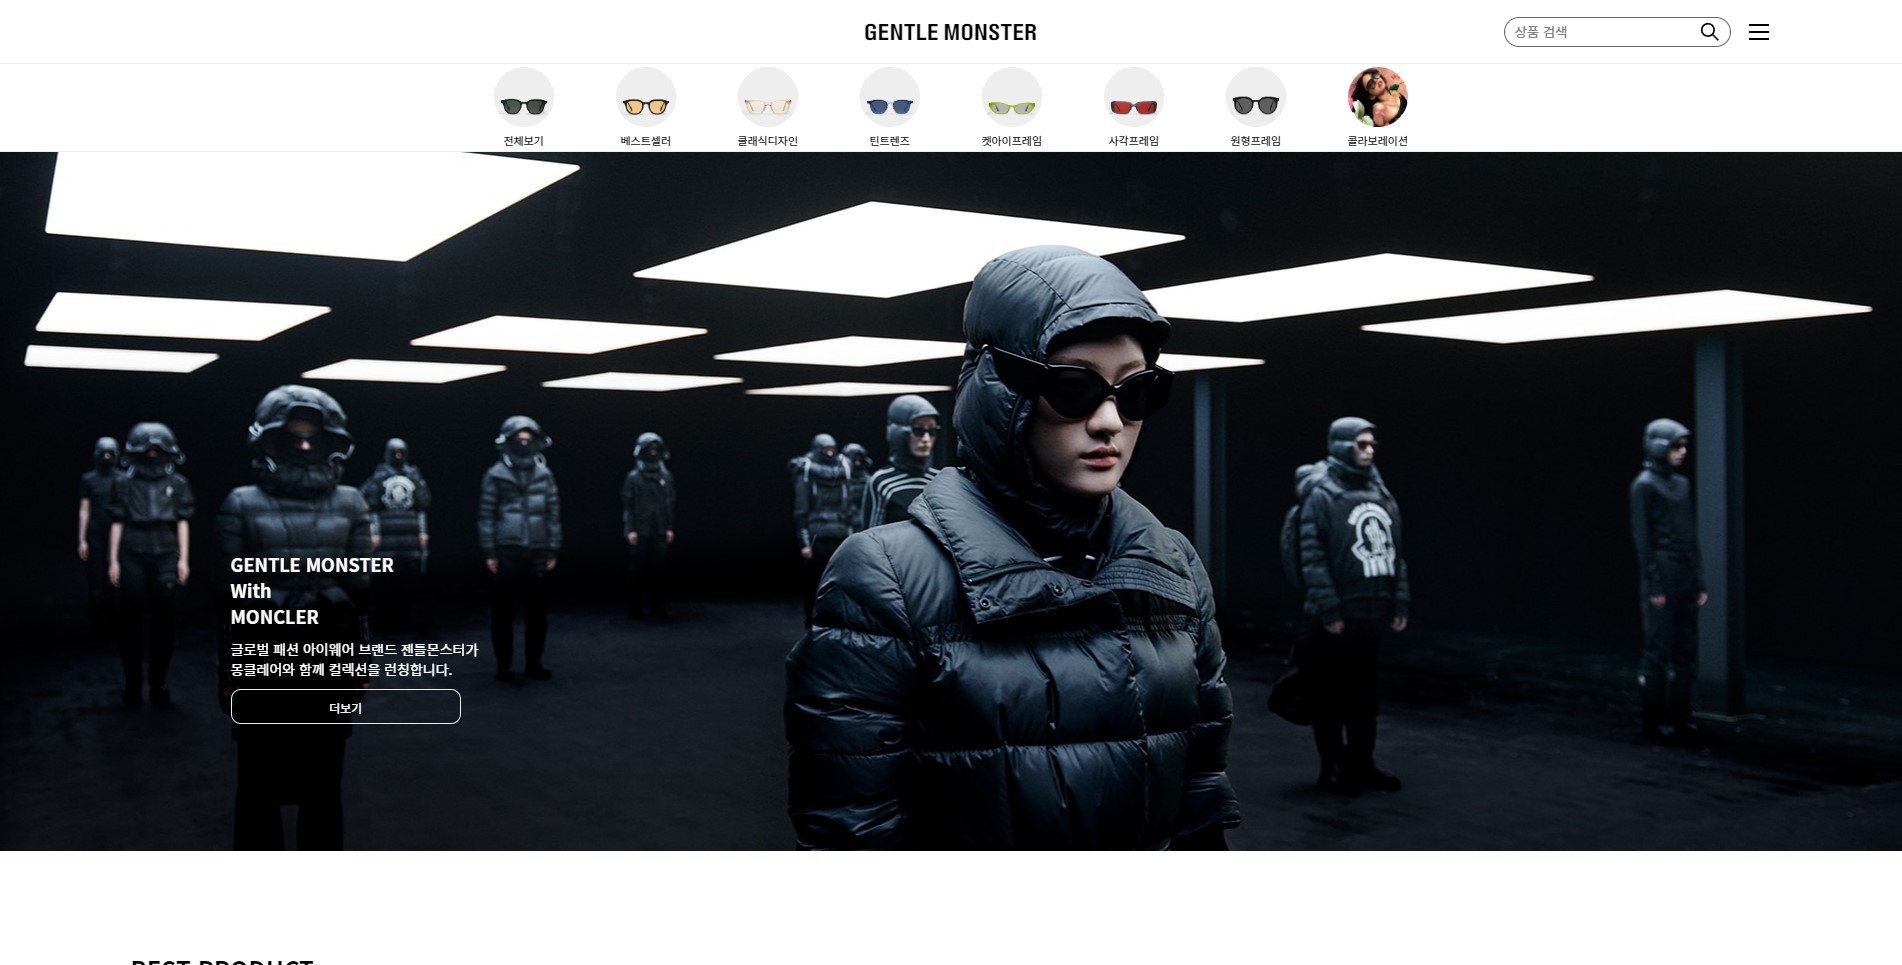 GENTLE MONSTER
상품 검색
전체보기
베스트셀러
클래식디자인
틴트렌즈
켓아이프레임
사각프레임
원형프레임
콜라보레이션
GENTLE MONSTER
With
MONCLER
글로벌 패션 아이웨어 브랜드 젠틀몬스터가
몽클레어와 함께 컬렉션을 런칭합니다.
더보기
BEST PRODUCT